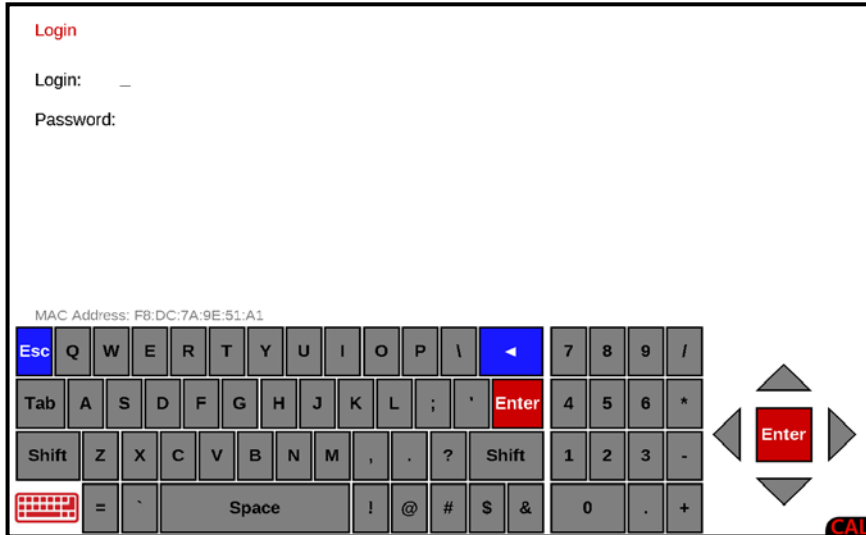 Login
Login: _
Password:
MAC Address: F8:DC:7A:9E:51:A1
Esc Q W E R T Y U I O P \ ◄ 7 8 9 /
Tab A S D F G H J K L ; ' Enter 4 5 6 *
Enter
Shift Z X C V B N M , . ? Shift 1 2 3 -
= ` Space ! @ # $ & 0 . +
CAL